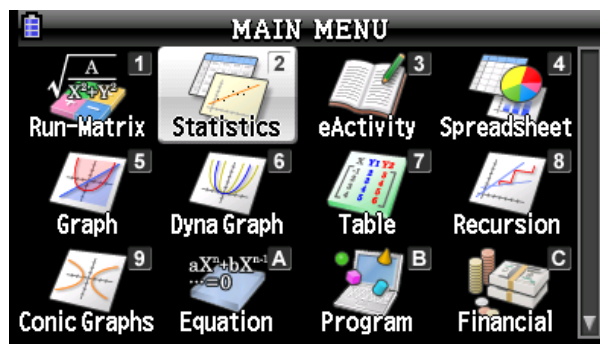 MAIN MENU
1 2 3 4
Run-Matrix Statistics eActivity Spreadsheet
5 6 7 8
Graph Dyna Graph Table Recursion
9 A B C
Conic Graphs Equation Program Financial